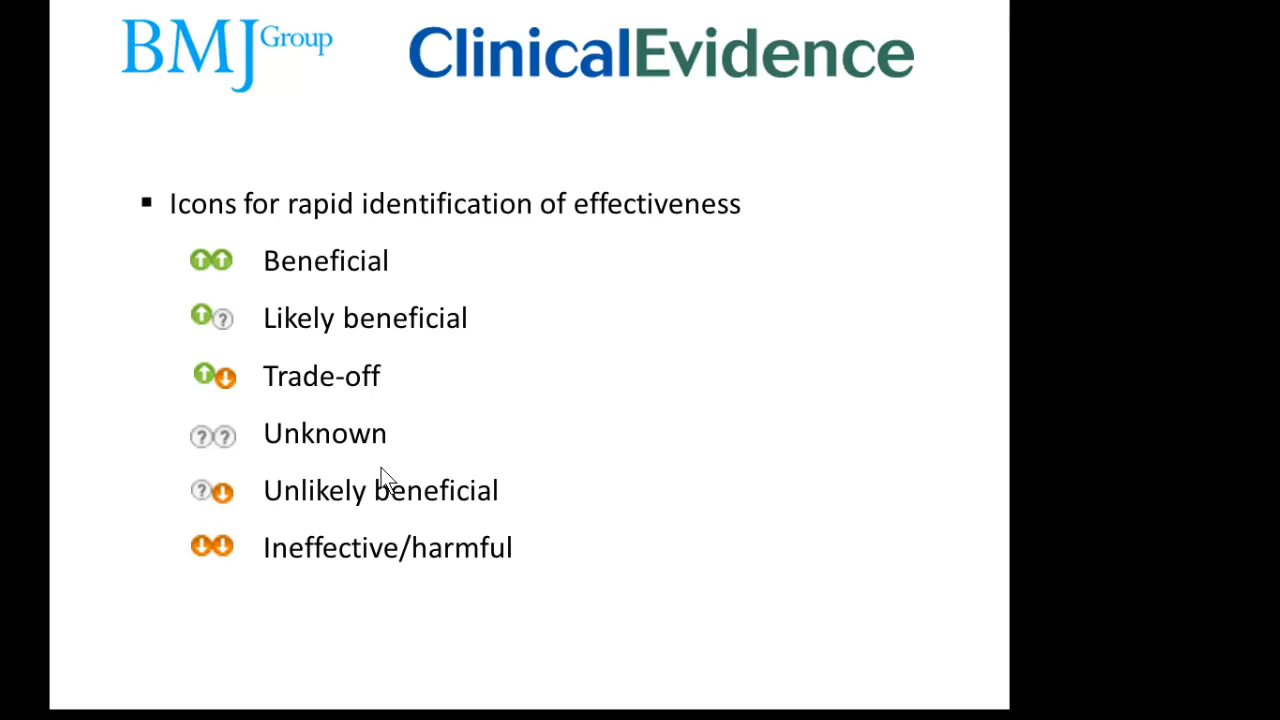 BMJ Group
ClinicalEvidence
▪ Icons for rapid identification of effectiveness
Beneficial
? Likely beneficial
Trade-off
?? Unknown
? Unlikely beneficial
Ineffective/harmful